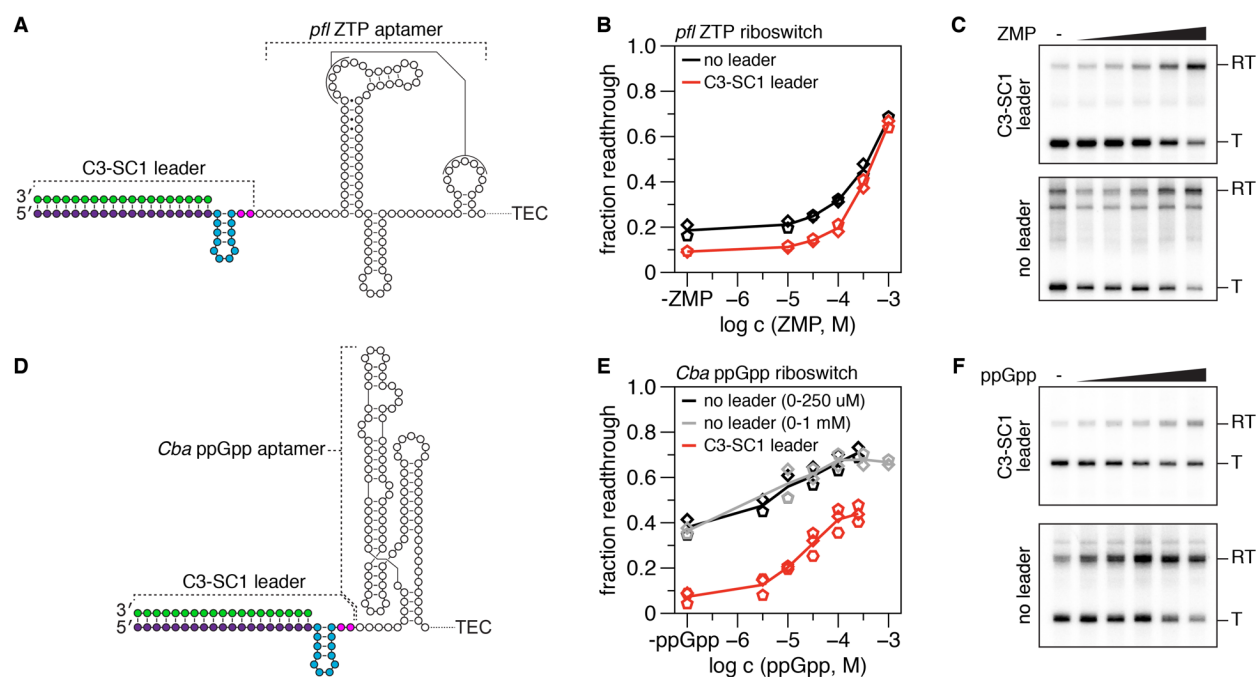 A
pfl ZTP aptamer
C3-SC1 leader
3′
5′
TEC
B
pfl ZTP riboswitch
no leader
C3-SC1 leader
fraction readthrough
1.0
0.8
0.6
0.4
0.2
0
-ZMP
−6
−5
−4
−3
log c (ZMP, M)
C
ZMP
-
C3-SC1
leader
RT
T
no leader
RT
T
D
Cba ppGpp aptamer
C3-SC1 leader
3′
5′
TEC
E
Cba ppGpp riboswitch
no leader (0-250 uM)
no leader (0-1 mM)
C3-SC1 leader
fraction readthrough
1.0
0.8
0.6
0.4
0.2
0
-ppGpp
−6
−5
−4
−3
log c (ppGpp, M)
F
ppGpp
-
C3-SC1
leader
RT
T
no leader
RT
T